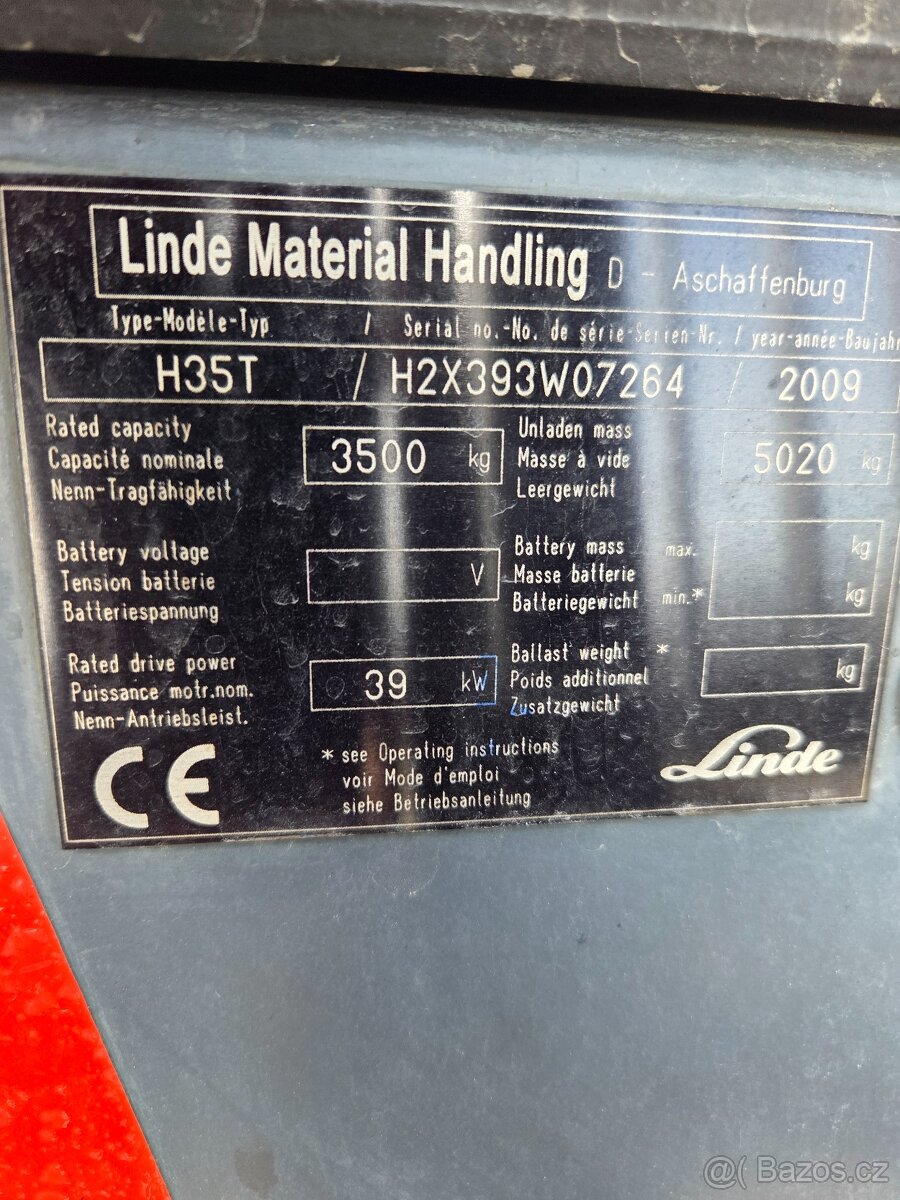 Linde Material Handling D - Aschaffenburg
Type-Modèle-Typ / Serial no.-No. de série-Serien-Nr. / year-année-Baujahr
H35T / H2X393W07264 / 2009
Rated capacity
Capacité nominale
Nenn-Tragfähigkeit
3500 kg
Unladen mass
Masse à vide
Leergewicht
5020 kg
Battery voltage
Tension batterie
Batteriespannung
V
Battery mass max. kg
Masse batterie
Batteriegewicht min.* kg
Rated drive power
Puissance motr.nom.
Nenn-Antriebsleist.
39 kW
Ballast weight *
Poids additionnel
Zusatzgewicht
kg
CE
* see Operating instructions
voir Mode d'emploi
siehe Betriebsanleitung
Linde
@ Bazos.cz